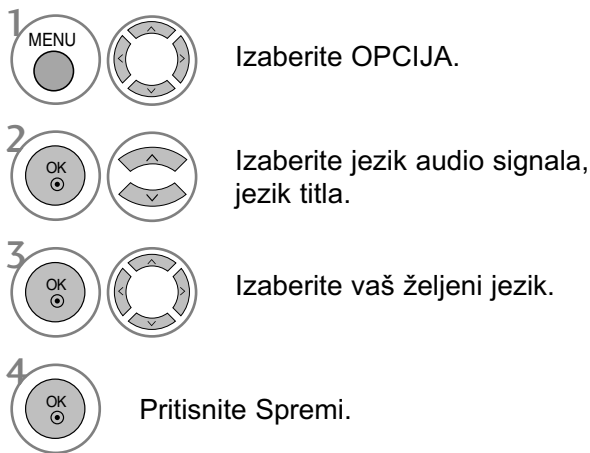 1
MENU
Izaberite OPCIJA.
2
OK
Izaberite jezik audio signala,
jezik titla.
3
OK
Izaberite vaš željeni jezik.
4
OK
Pritisnite Spremi.